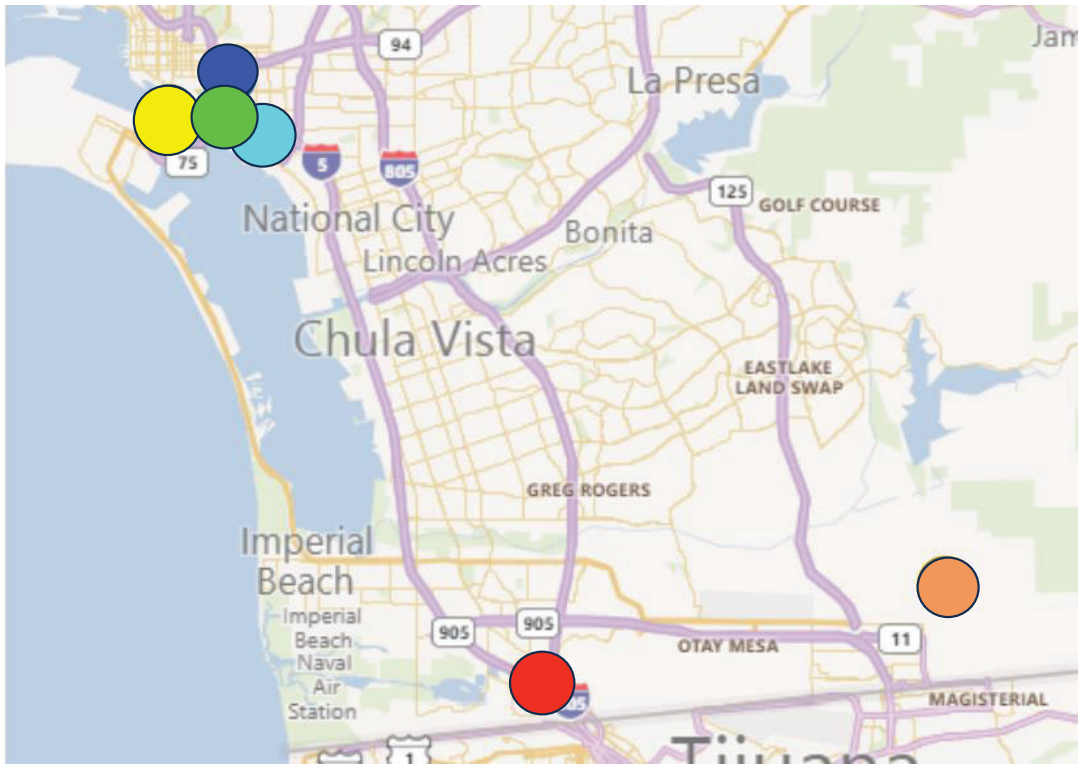 94
Jam
La Presa
75
5
805
125
GOLF COURSE
National City
Bonita
Lincoln Acres
Chula Vista
EASTLAKE
LAND SWAP
GREG ROGERS
Imperial
Beach
Imperial
Beach
Naval
Air
Station
905
905
11
OTAY MESA
05
MAGISTERIAL
1
Tijuana